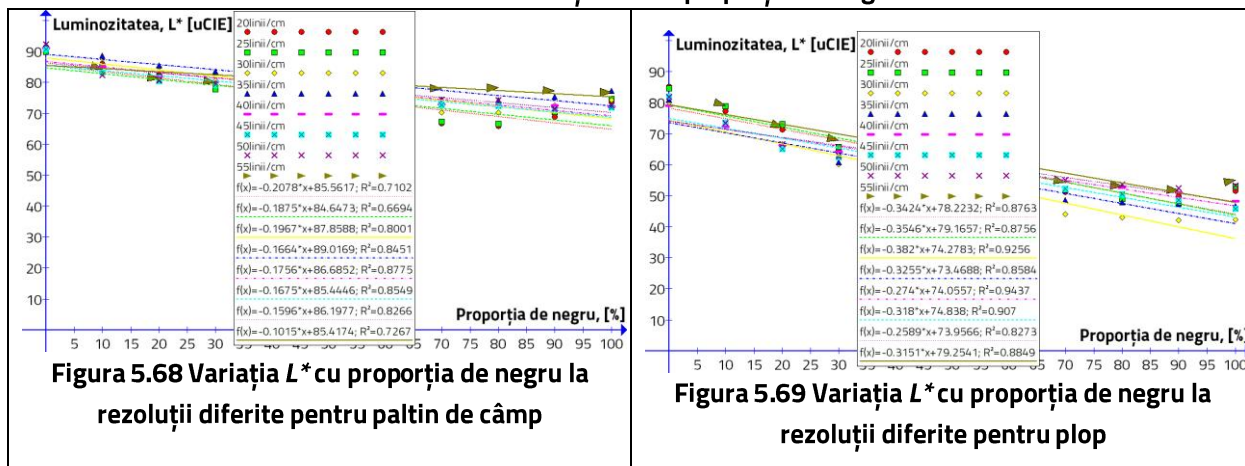 Luminozitatea, L* [uCIE]
90
80
70
60
50
40
30
20
10
20linii/cm
25linii/cm
30linii/cm
35linii/cm
40linii/cm
45linii/cm
50linii/cm
55linii/cm
f(x)=-0.2078*x+85.5617; R²=0.7102
f(x)=-0.1875*x+84.6473; R²=0.6694
f(x)=-0.1967*x+87.8588; R²=0.8001
f(x)=-0.1664*x+89.0169; R²=0.8451
f(x)=-0.1756*x+86.6852; R²=0.8775
f(x)=-0.1675*x+85.4446; R²=0.8549
f(x)=-0.1596*x+86.1977; R²=0.8266
f(x)=-0.1015*x+85.4174; R²=0.7267
Proporția de negru, [%]
5 10 15 20 25 30 65 70 75 80 85 90 95 100
Figura 5.68 Variația L* cu proporția de negru la
rezoluții diferite pentru paltin de câmp
Luminozitatea, L* [uCIE]
90
80
70
60
50
40
30
20
10
20linii/cm
25linii/cm
30linii/cm
35linii/cm
40linii/cm
45linii/cm
50linii/cm
55linii/cm
f(x)=-0.3424*x+78.2232; R²=0.8763
f(x)=-0.3546*x+79.1657; R²=0.8756
f(x)=-0.382*x+74.2783; R²=0.9256
f(x)=-0.3255*x+73.4688; R²=0.8584
f(x)=-0.274*x+74.0557; R²=0.9437
f(x)=-0.318*x+74.838; R²=0.907
f(x)=-0.2589*x+73.9566; R²=0.8273
f(x)=-0.3151*x+79.2541; R²=0.8849
Proporția de negru, [%]
5 10 15 20 25 30 65 70 75 80 85 90 95 100
Figura 5.69 Variația L* cu proporția de negru la
rezoluții diferite pentru plop